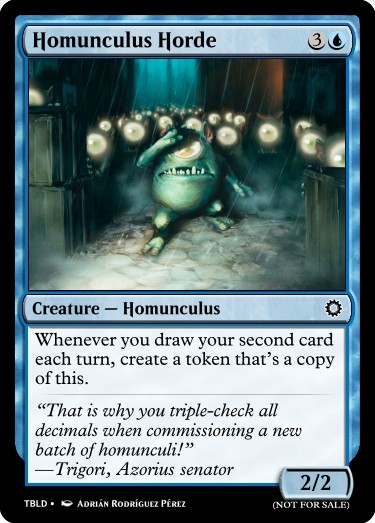 Homunculus Horde 3
Creature — Homunculus
Whenever you draw your second card
each turn, create a token that's a copy
of this.
“That is why you triple-check all
decimals when commissioning a new
batch of homunculi!”
—Trigori, Azorius senator
2/2
TBLD • Adrián Rodríguez Pérez
(NOT FOR SALE)